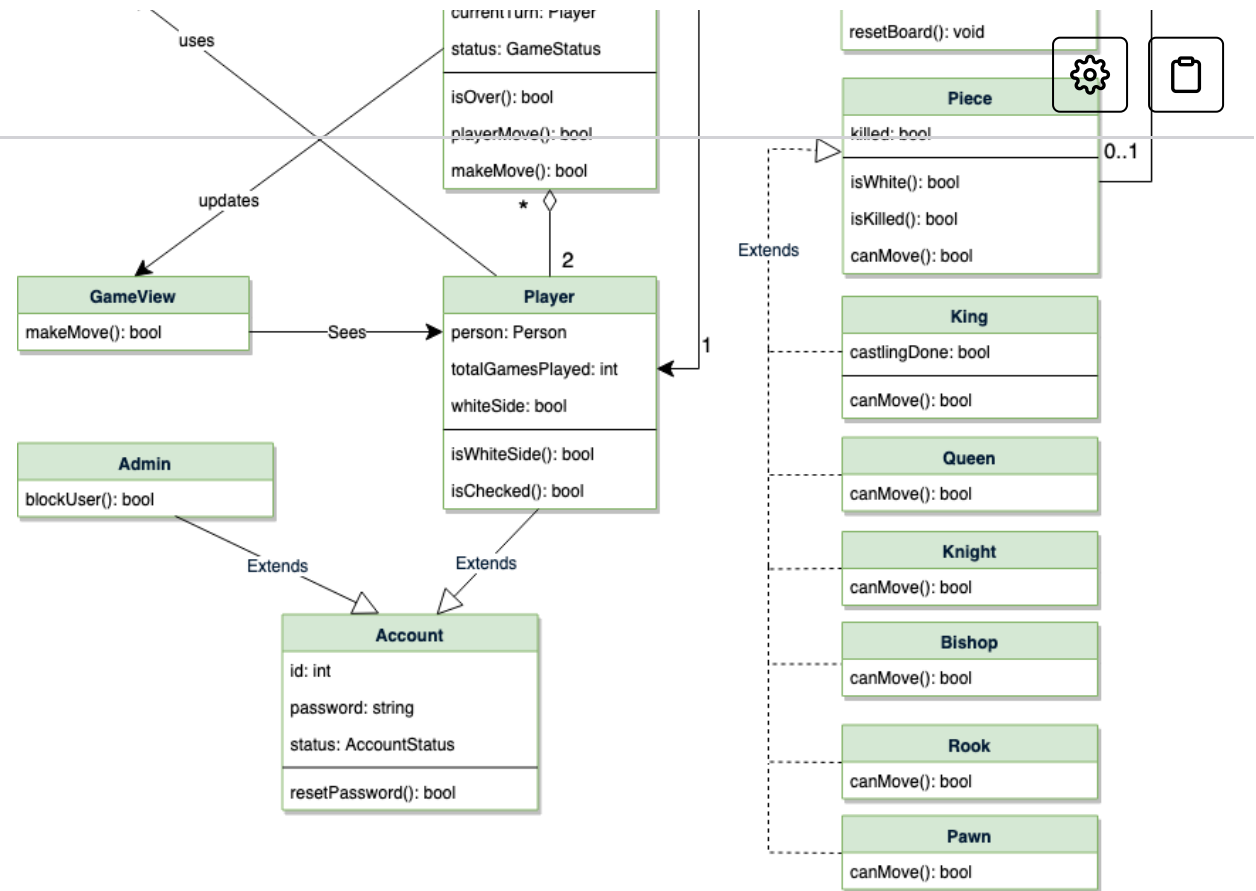 uses
currentTurn: Player
status: GameStatus
isOver(): bool
playerMove(): bool
makeMove(): bool
updates
*
2
resetBoard(): void
Piece
killed: bool
isWhite(): bool
isKilled(): bool
canMove(): bool
0..1
Extends
GameView
makeMove(): bool
Sees
Player
person: Person
totalGamesPlayed: int
whiteSide: bool
isWhiteSide(): bool
isChecked(): bool
1
King
castlingDone: bool
canMove(): bool
Queen
canMove(): bool
Knight
canMove(): bool
Bishop
canMove(): bool
Rook
canMove(): bool
Pawn
canMove(): bool
Admin
blockUser(): bool
Extends
Extends
Account
id: int
password: string
status: AccountStatus
resetPassword(): bool